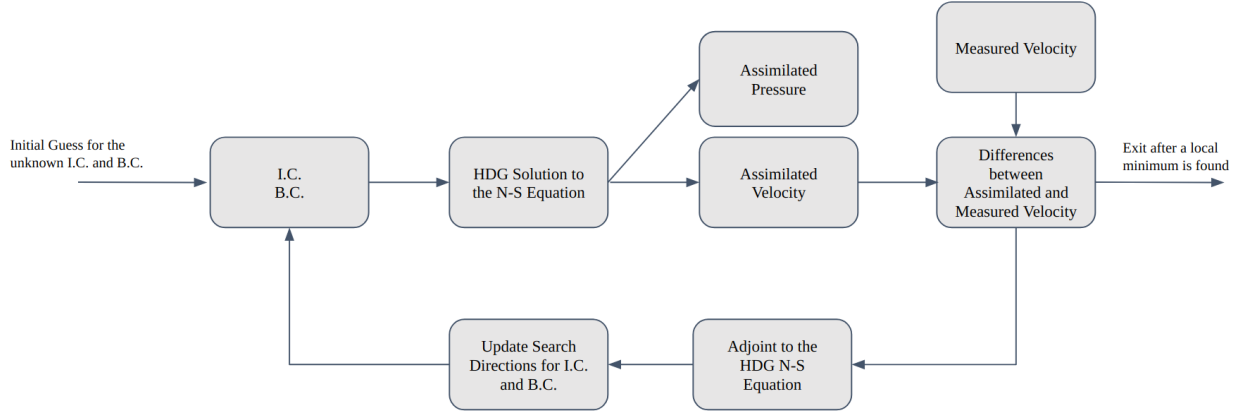 Measured Velocity
Assimilated
Pressure
Initial Guess for the
unknown I.C. and B.C.
I.C.
B.C.
HDG Solution to
the N-S Equation
Assimilated
Velocity
Differences
between
Assimilated and
Measured Velocity
Exit after a local
minimum is found
Update Search
Directions for I.C.
and B.C.
Adjoint to the
HDG N-S
Equation